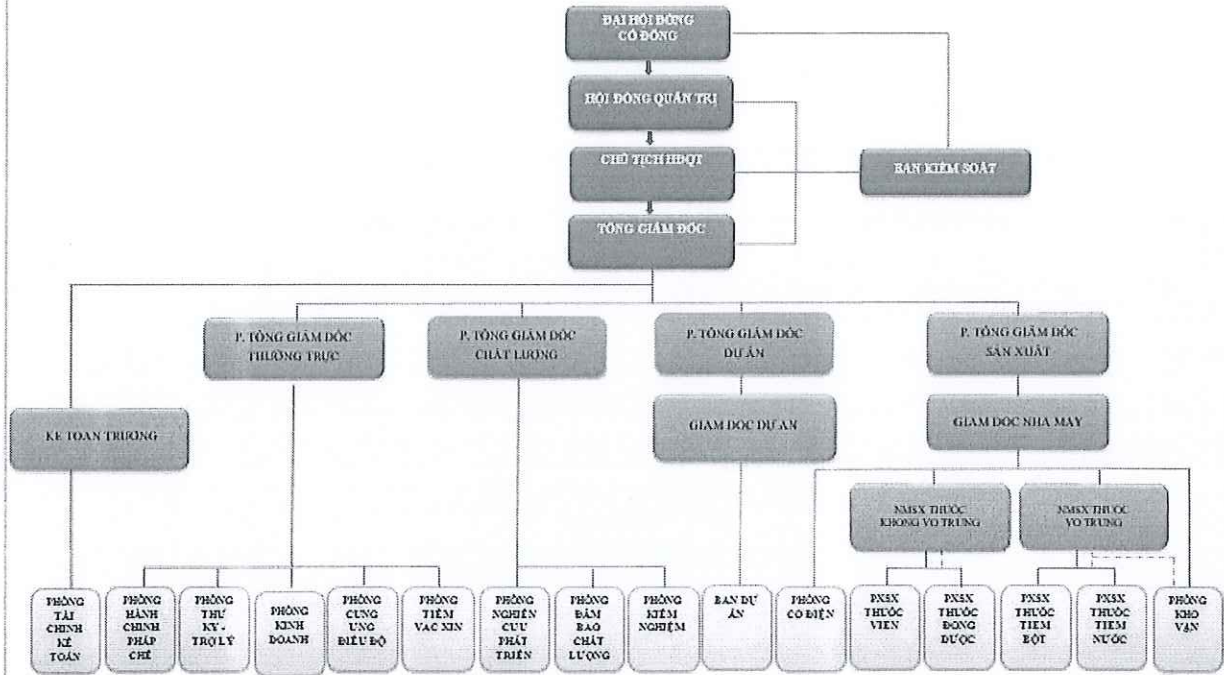 ĐẠI HỘI ĐỒNG
CỔ ĐÔNG
HỘI ĐỒNG QUẢN TRỊ
CHỦ TỊCH HĐQT
BAN KIỂM SOÁT
TỔNG GIÁM ĐỐC
P. TỔNG GIÁM ĐỐC
THƯỜNG TRỰC
P. TỔNG GIÁM ĐỐC
CHẤT LƯỢNG
P. TỔNG GIÁM ĐỐC
DỰ ÁN
P. TỔNG GIÁM ĐỐC
SẢN XUẤT
KẾ TOÁN TRƯỞNG
GIÁM ĐỐC DỰ ÁN
GIÁM ĐỐC NHÀ MÁY
NMSX THUỐC
KHÔNG VÔ TRÙNG
NMSX THUỐC
VÔ TRÙNG
PHÒNG
TÀI
CHÍNH
KẾ
TOÁN
PHÒNG
HÀNH
CHÍNH
PHÁP
CHẾ
PHÒNG
THƯ
KÝ -
TRỢ LÝ
PHÒNG
KINH
DOANH
PHÒNG
CUNG
ỨNG
ĐIỀU ĐỘ
PHÒNG
TIÊM
VAC XIN
PHÒNG
NGHIÊN
CỨU
PHÁT
TRIỂN
PHÒNG
ĐẢM
BẢO
CHẤT
LƯỢNG
PHÒNG
KIỂM
NGHIỆM
BAN DỰ
ÁN
PHÒNG
CƠ ĐIỆN
PXSX
THUỐC
VIÊN
PXSX
THUỐC
ĐÔNG
DƯỢC
PXSX
THUỐC
TIÊM
BỘT
PXSX
THUỐC
TIÊM
NƯỚC
PHÒNG
KHO
VẬN